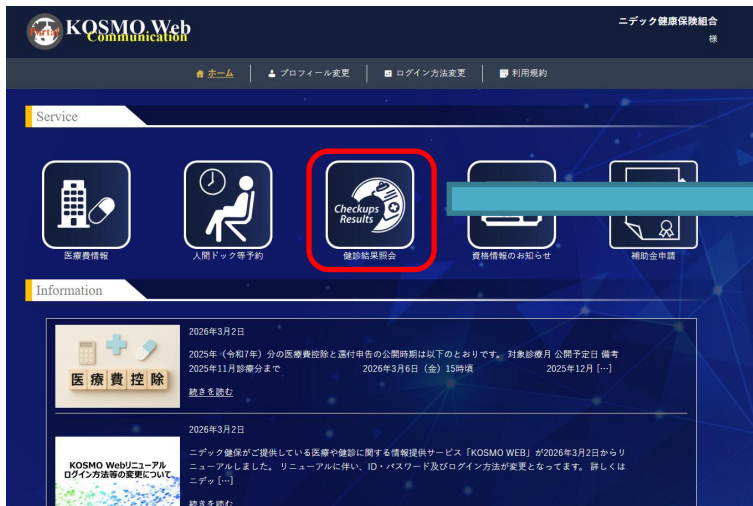 Portal
KOSMO Web
Communication
ニデック健康保険組合
様
ホーム
プロフィール変更
ログイン方法変更
利用規約
Service
Checkups
Results
医療費情報
人間ドック等予約
健診結果照会
資格情報のお知らせ
補助金申請
Information
医療費控除
2026年3月2日
2025年（令和7年）分の医療費控除と還付申告の公開時期は以下のとおりです。 対象診療月 公開予定日 備考
2025年11月診療分まで 2026年3月6日（金）15時頃 2025年12月 […]
続きを読む
KOSMO Webリニューアル
ログイン方法等の変更について
2026年3月2日
ニデック健保がご提供している医療や健診に関する情報提供サービス「KOSMO WEB」が2026年3月2日からリ
ニューアルしました。 リニューアルに伴い、ID・パスワード及びログイン方法が変更となってます。 詳しくは
ニデッ […]
続きを読む